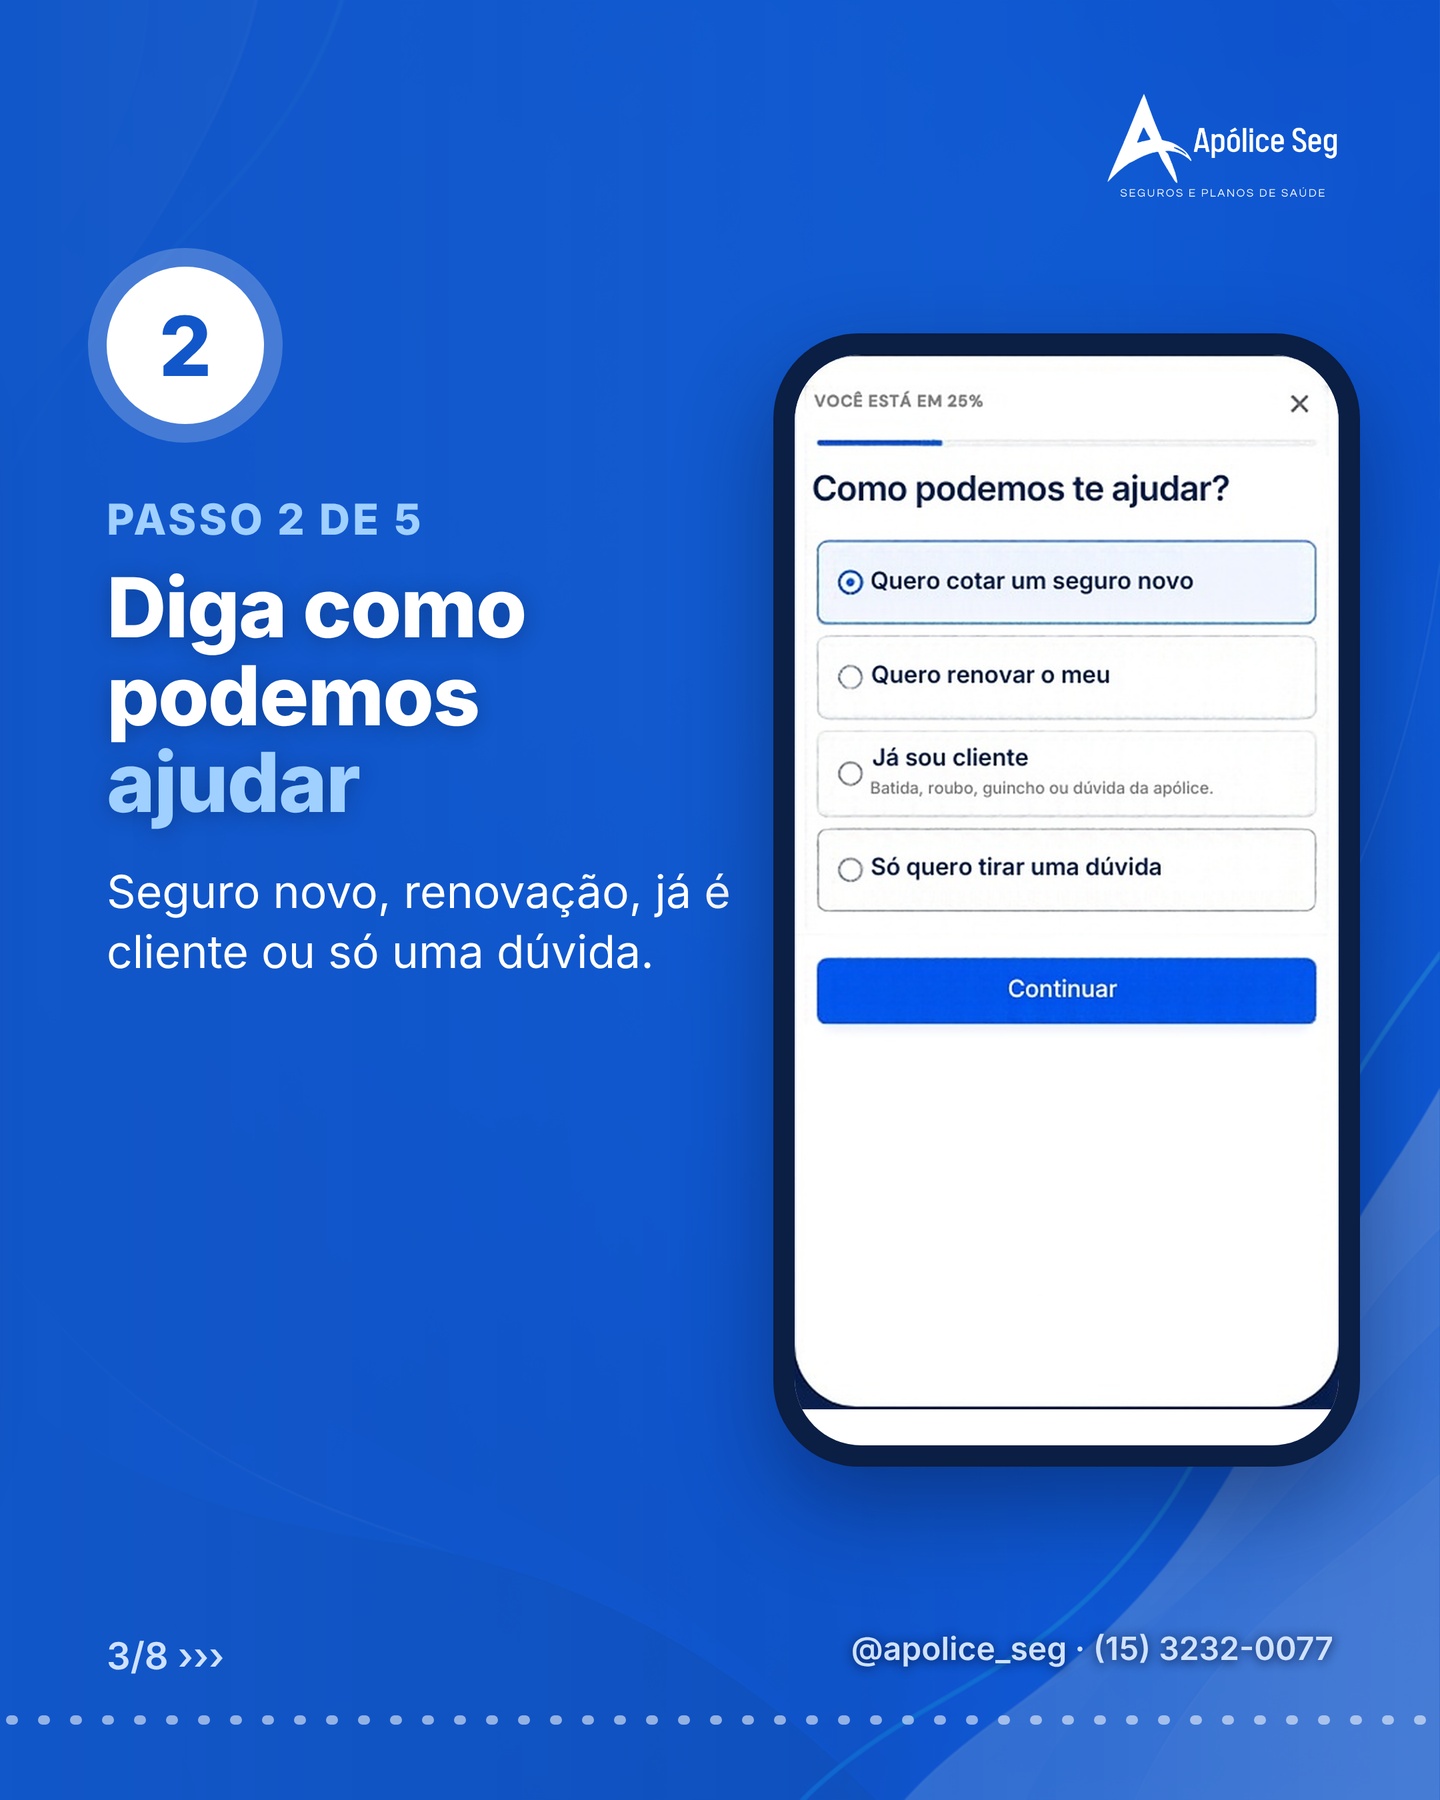 Apólice Seg
SEGUROS E PLANOS DE SAÚDE
2
PASSO 2 DE 5
Diga como
podemos
ajudar
Seguro novo, renovação, já é
cliente ou só uma dúvida.
VOCÊ ESTÁ EM 25%
Como podemos te ajudar?
Quero cotar um seguro novo
Quero renovar o meu
Já sou cliente
Batida, roubo, guincho ou dúvida da apólice.
Só quero tirar uma dúvida
Continuar
3/8 ›››
@apolice_seg · (15) 3232-0077